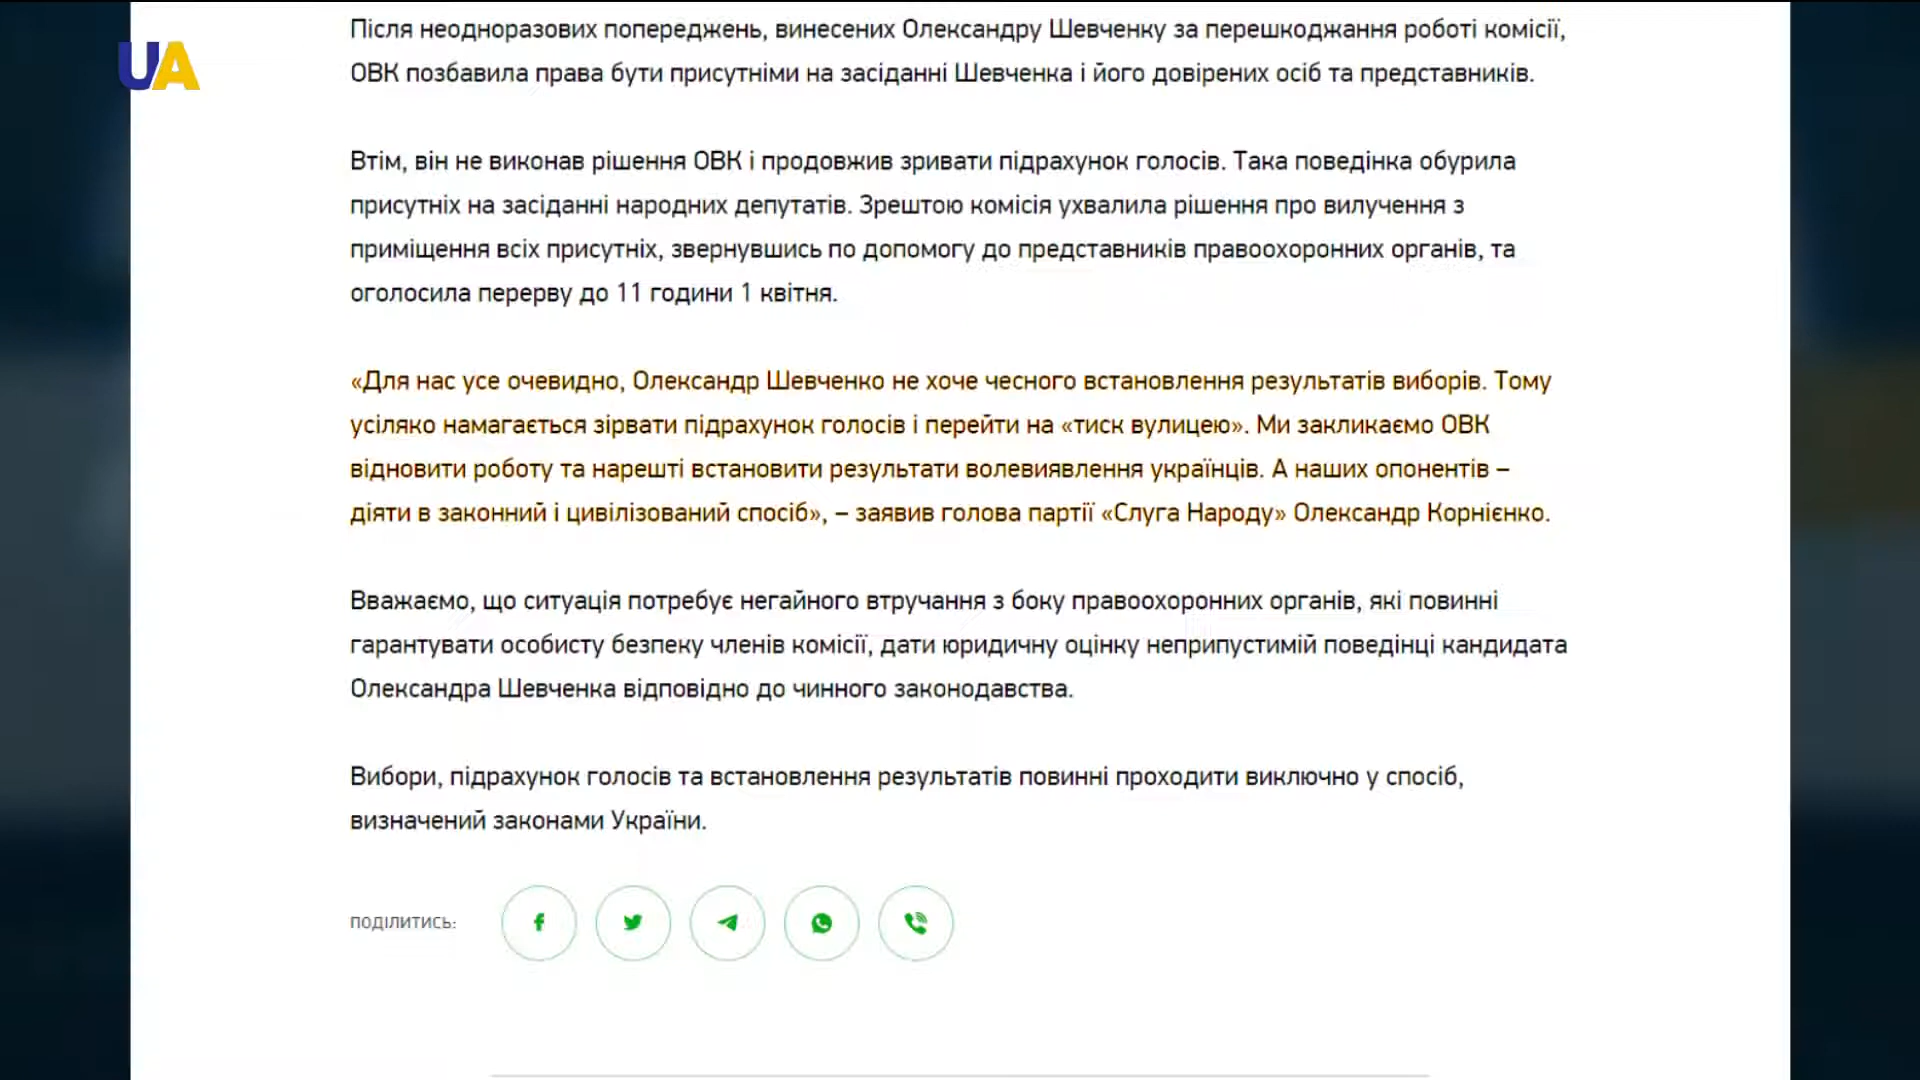 UA
Після неодноразових попереджень, винесених Олександру Шевченку за перешкоджання роботі комісії,
ОВК позбавила права бути присутніми на засіданні Шевченка і його довірених осіб та представників.
Втім, він не виконав рішення ОВК і продовжив зривати підрахунок голосів. Така поведінка обурила
присутніх на засіданні народних депутатів. Зрештою комісія ухвалила рішення про вилучення з
приміщення всіх присутніх, звернувшись по допомогу до представників правоохоронних органів, та
оголосила перерву до 11 години 1 квітня.
«Для нас усе очевидно, Олександр Шевченко не хоче чесного встановлення результатів виборів. Тому
усіляко намагається зірвати підрахунок голосів і перейти на «тиск вулицею». Ми закликаємо ОВК
відновити роботу та нарешті встановити результати волевиявлення українців. А наших опонентів –
діяти в законний і цивілізований спосіб», – заявив голова партії «Слуга Народу» Олександр Корнієнко.
Вважаємо, що ситуація потребує негайного втручання з боку правоохоронних органів, які повинні
гарантувати особисту безпеку членів комісії, дати юридичну оцінку неприпустимій поведінці кандидата
Олександра Шевченка відповідно до чинного законодавства.
Вибори, підрахунок голосів та встановлення результатів повинні проходити виключно у спосіб,
визначений законами України.
ПОДІЛИТИСЬ: